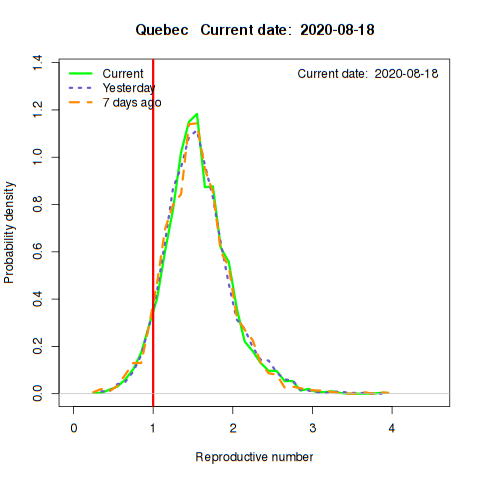 Quebec Current date: 2020-08-18
Current date: 2020-08-18
Current
Yesterday
7 days ago
Probability density
1.4
1.2
1.0
0.8
0.6
0.4
0.2
0.0
0 1 2 3 4
Reproductive number